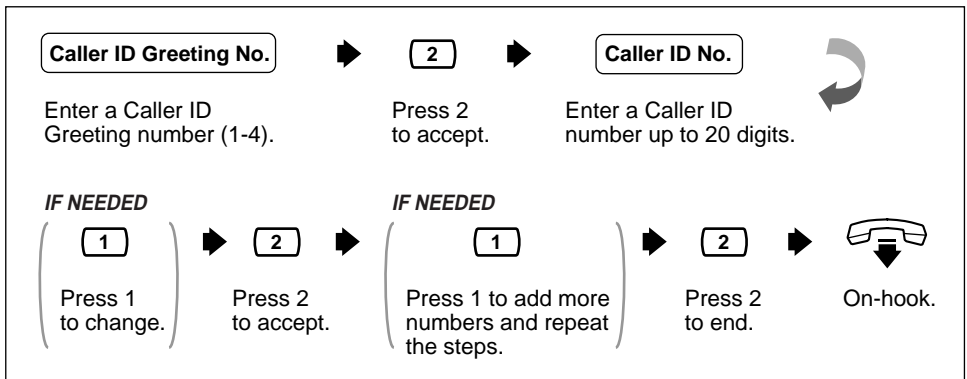 Caller ID Greeting No. 2 Caller ID No.
Enter a Caller ID Press 2 Enter a Caller ID
Greeting number (1-4). to accept. number up to 20 digits.
IF NEEDED IF NEEDED
1 2 1 2
Press 1 Press 2 Press 1 to add more Press 2 On-hook.
to change. to accept. numbers and repeat to end.
the steps.